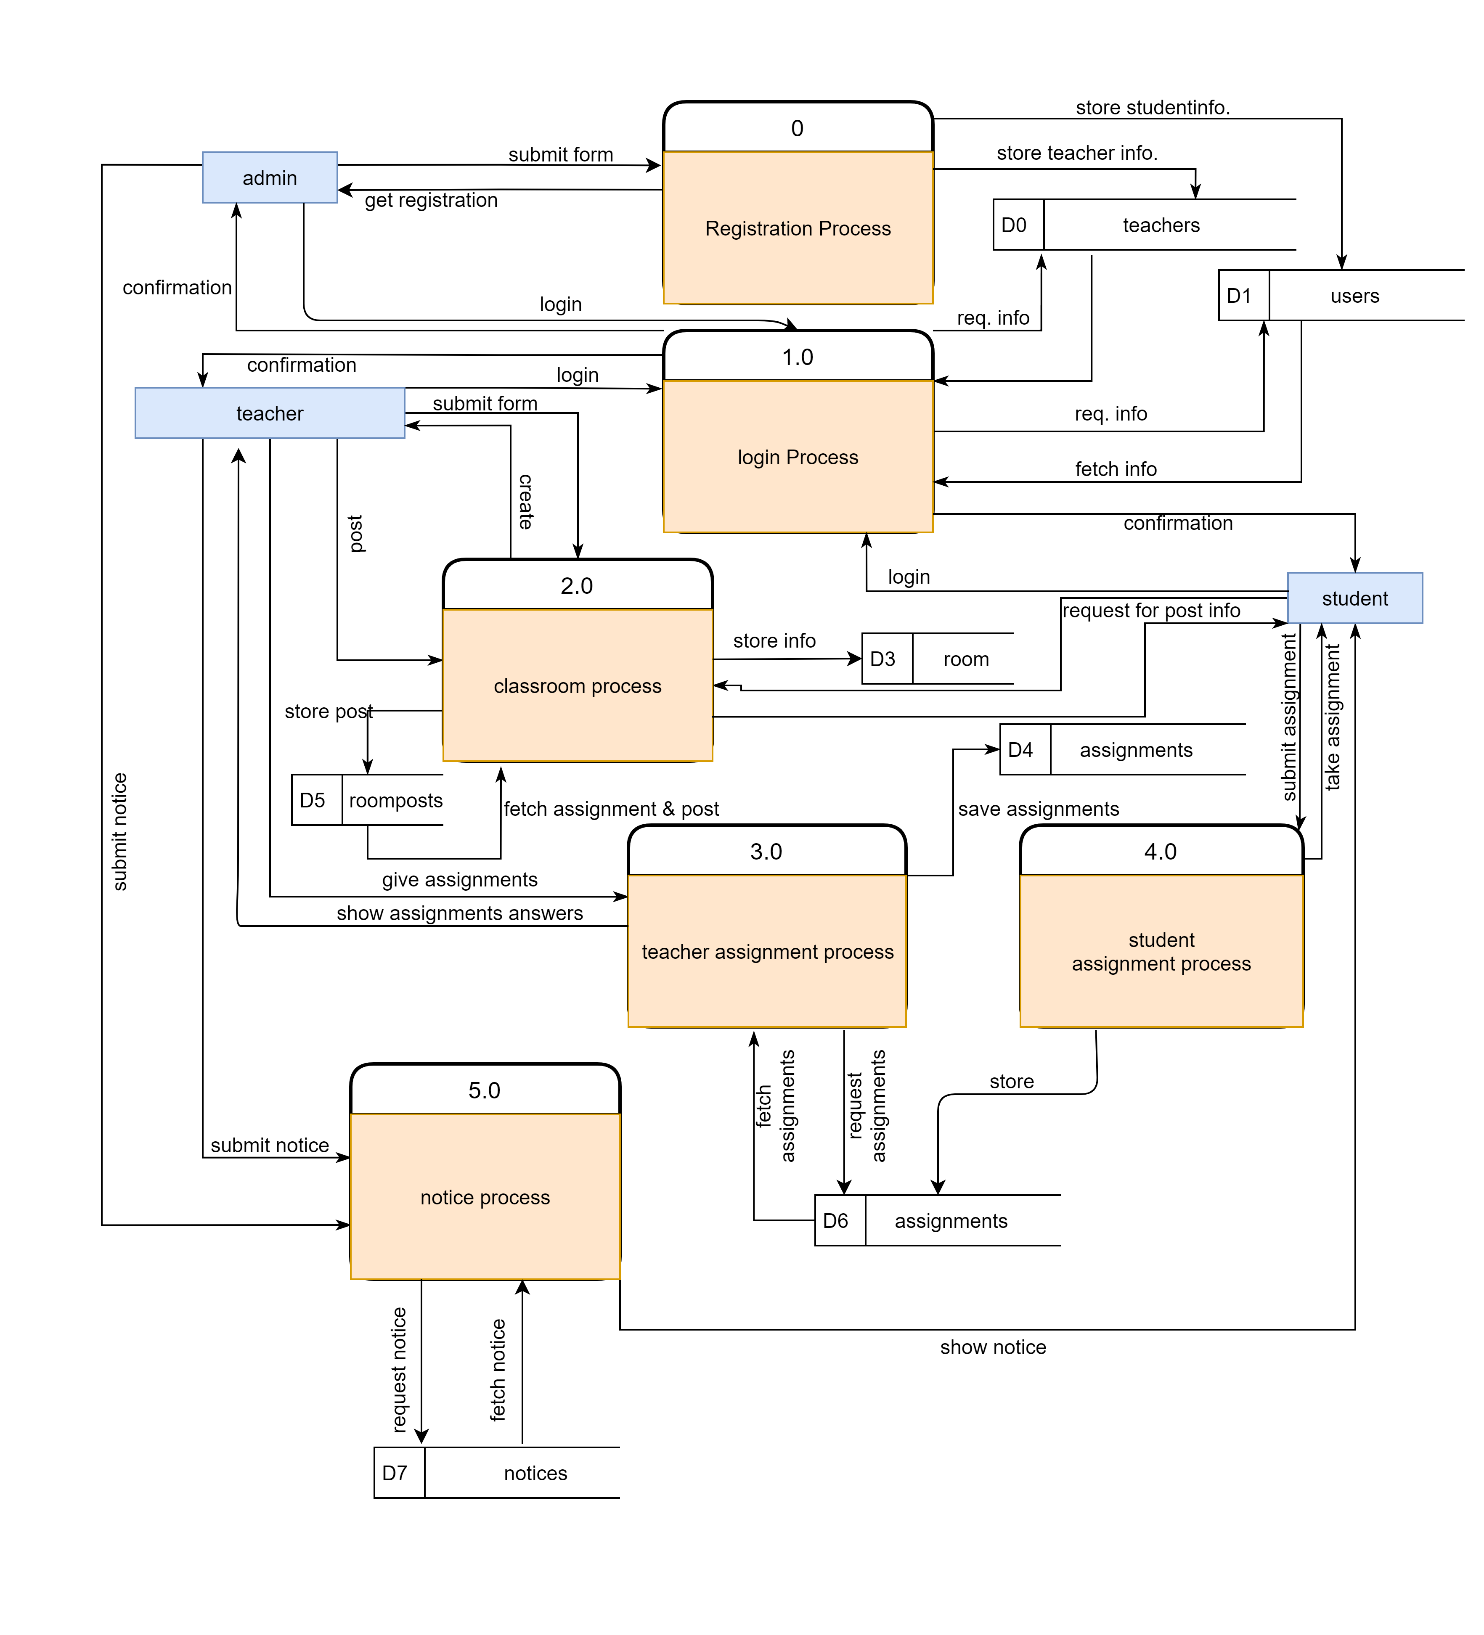 store studentinfo.
0
submit form
store teacher info.
admin
get registration
Registration Process
D0
teachers
confirmation
login
req. info
D1
users
1.0
confirmation
login
teacher
submit form
req. info
login Process
fetch info
create
post
confirmation
2.0
login
student
request for post info
store info
D3
room
classroom process
submit assignment
take assignment
store post
D4
assignments
D5
roomposts
fetch assignment & post
save assignments
submit notice
3.0
4.0
give assignments
show assignments answers
teacher assignment process
student
assignment process
5.0
fetch
assignments
request
assignments
store
submit notice
notice process
D6
assignments
show notice
request notice
fetch notice
D7
notices